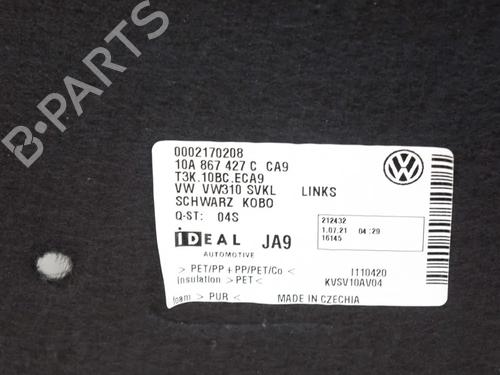 0002170208
10A 867 427 C CA9
T3K.10BC.ECA9
VW VW310 SVKL LINKS
SCHWARZ KOBO
Q-ST: 04S
212432
1.07.21 04:29
16145
iDEAL JA9
AUTOMOTIVE
> PET/PP + PP/PET/Co <
Insulation > PET <
foam > PUR <
1110420
KVSV10AV04
MADE IN CZECHIA
B-PARTS